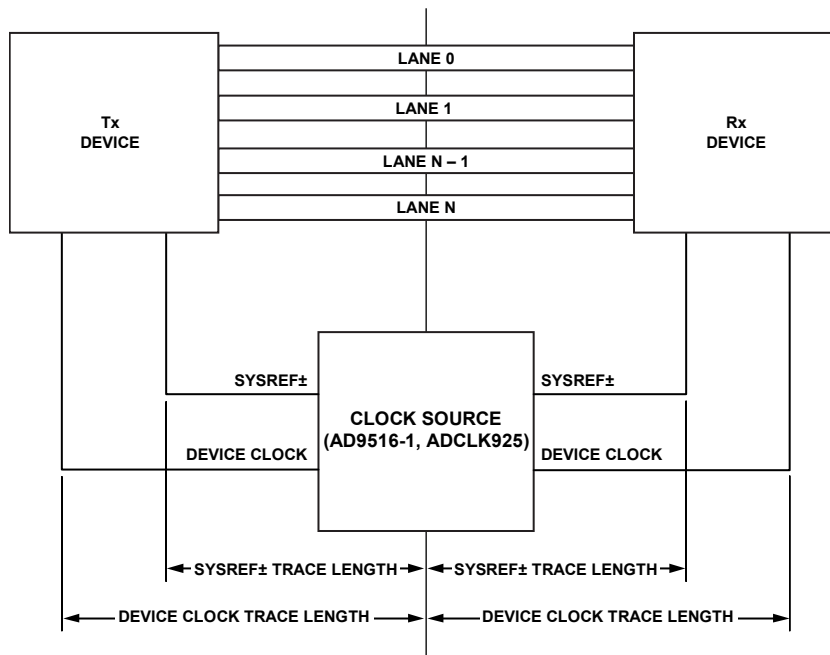 LANE 0
LANE 1
LANE N – 1
LANE N
Tx
DEVICE
Rx
DEVICE
SYSREF±
SYSREF±
CLOCK SOURCE
(AD9516-1, ADCLK925)
DEVICE CLOCK
DEVICE CLOCK
SYSREF± TRACE LENGTH
SYSREF± TRACE LENGTH
DEVICE CLOCK TRACE LENGTH
DEVICE CLOCK TRACE LENGTH